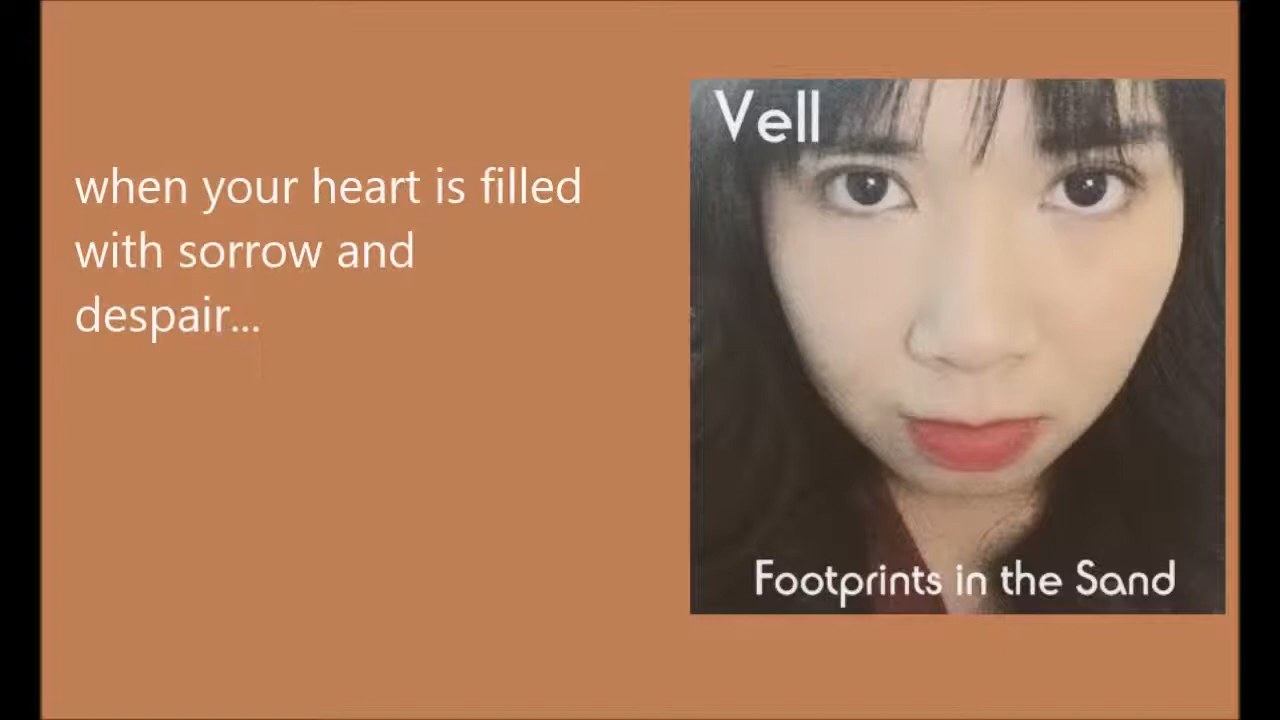 when your heart is filled
with sorrow and
despair...
Vell
Footprints in the Sand